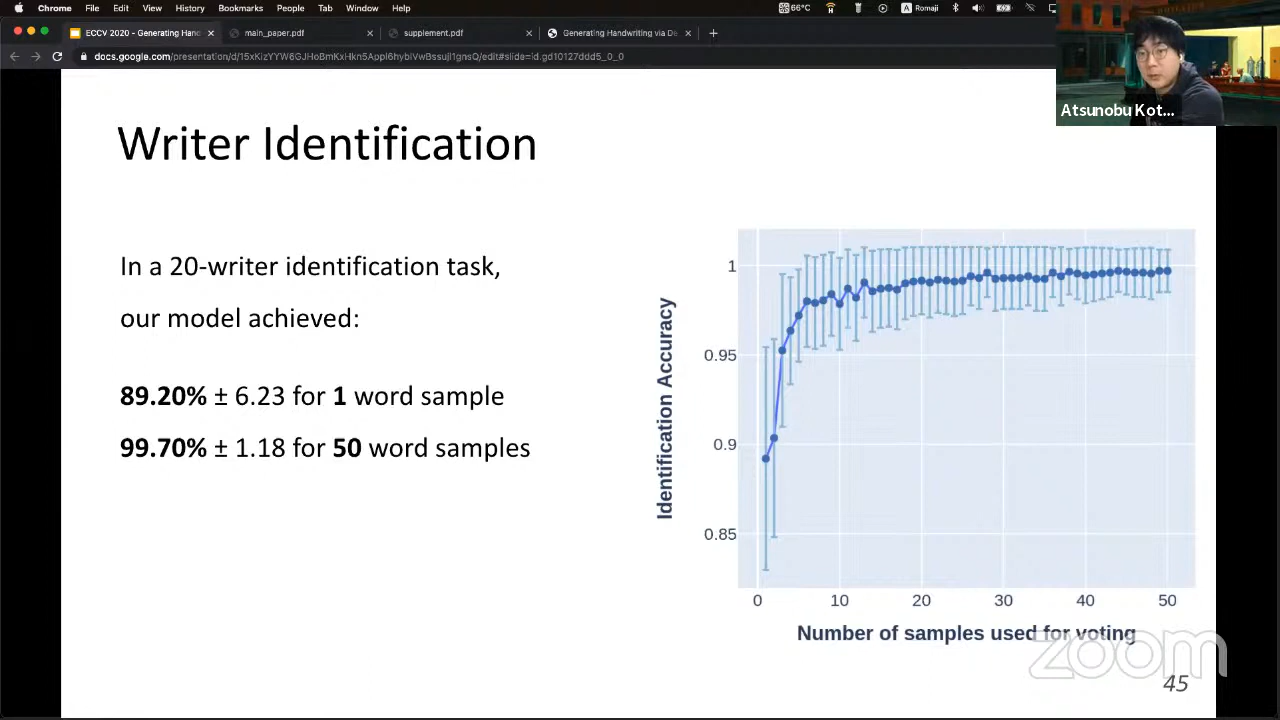 Chrome File Edit View History Bookmarks People Tab Window Help 66°C A Romaji
ECCV 2020 - Generating Han main_paper.pdf supplement.pdf Generating Handwriting via De
Atsunobu Kot...
Writer Identification
In a 20-writer identification task,
our model achieved:
89.20% ± 6.23 for 1 word sample
99.70% ± 1.18 for 50 word samples
Identification Accuracy
1
0.95
0.9
0.85
0 10 20 30 40 50
Number of samples used for voting
zoom
45